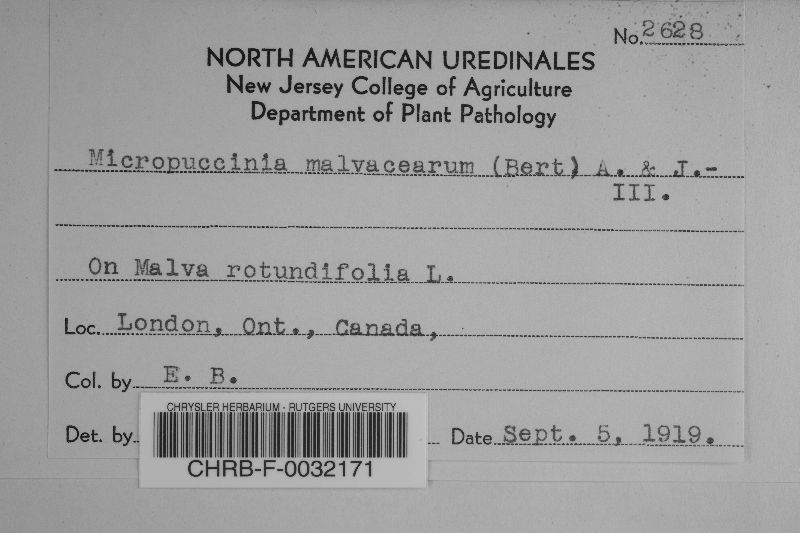 No. 2628
NORTH AMERICAN UREDINALES
New Jersey College of Agriculture
Department of Plant Pathology
Micropuccinia malvacearum (Bert) A. & J.-
III.
On Malva rotundifolia L.
Loc. London, Ont., Canada,
Col. by E. B.
Det. by
Date Sept. 5, 1919.
CHRYSLER HERBARIUM - RUTGERS UNIVERSITY
CHRB-F-0032171